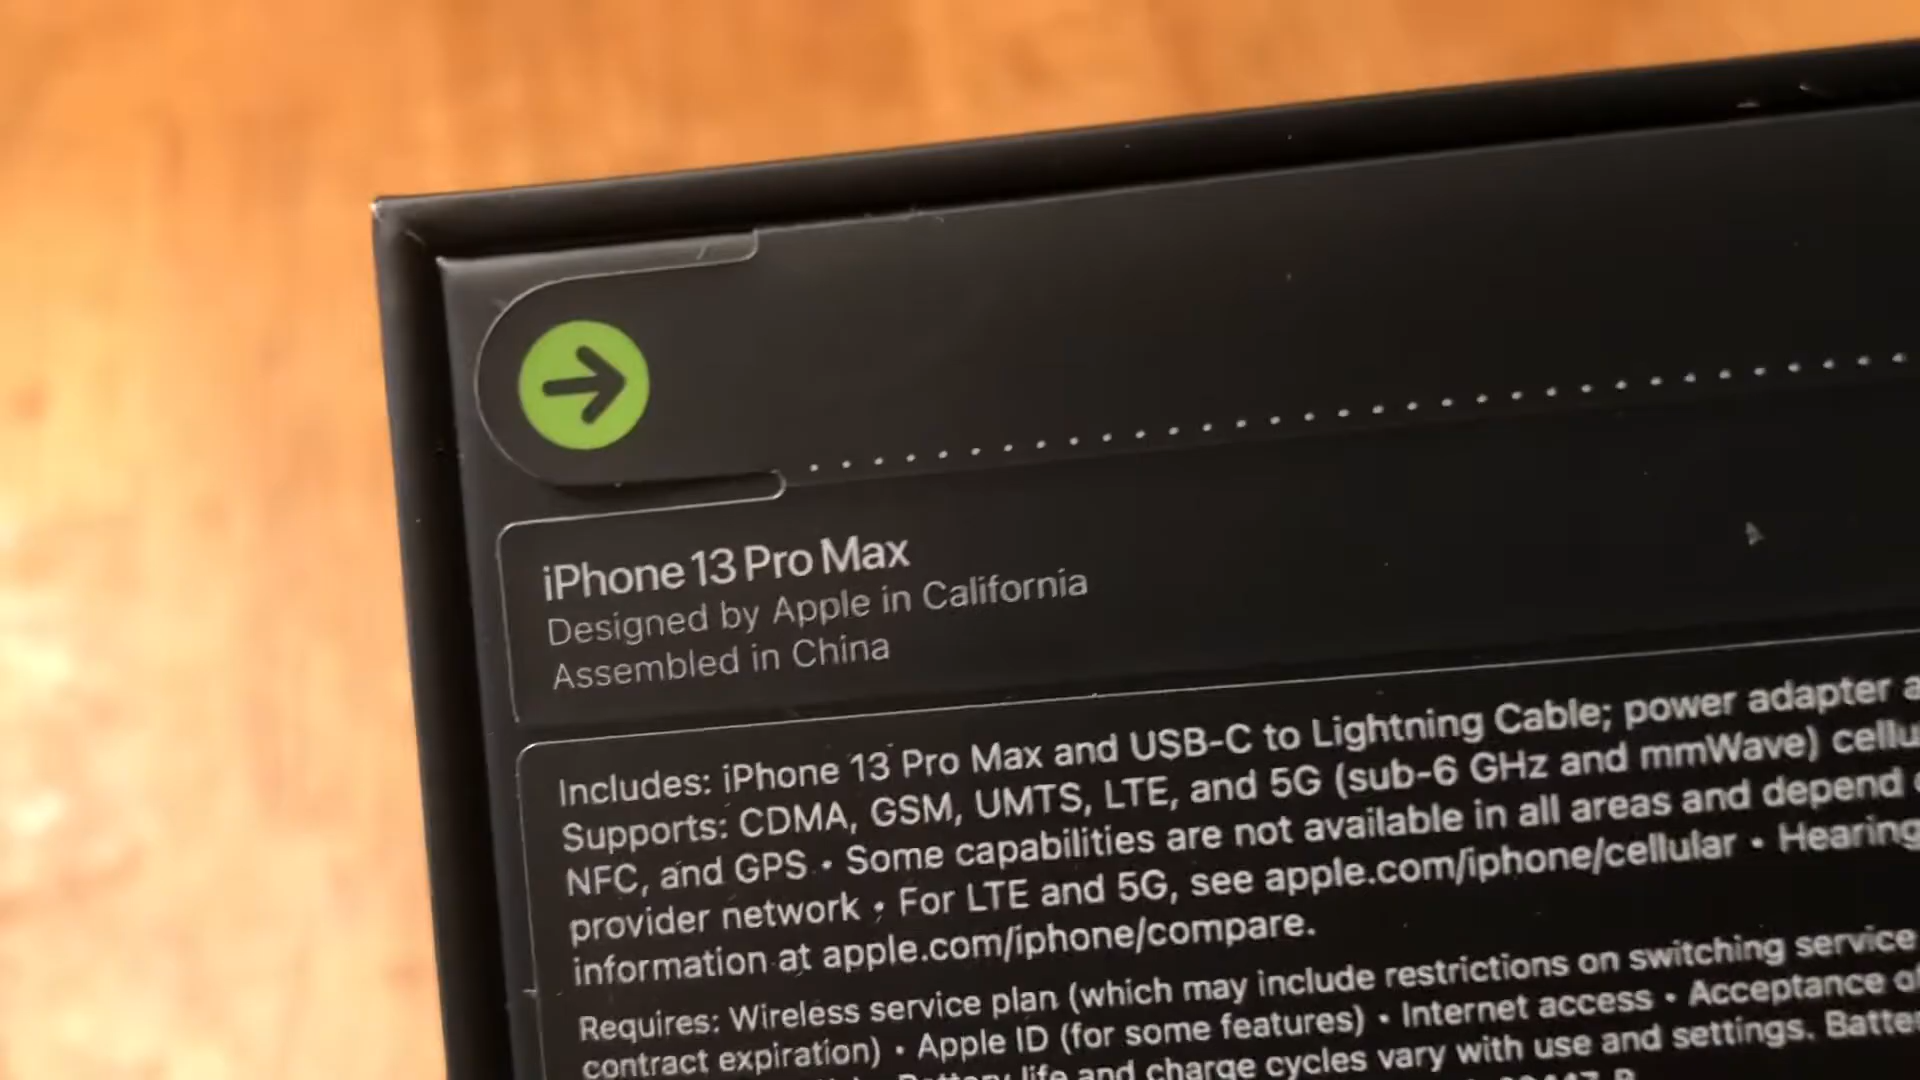 iPhone 13 Pro Max
Designed by Apple in California
Assembled in China
Includes: iPhone 13 Pro Max and USB-C to Lightning Cable; power adapter
Supports: CDMA, GSM, UMTS, LTE, and 5G (sub-6 GHz and mmWave)
NFC, and GPS • Some capabilities are not available in all areas and depend
provider network • For LTE and 5G, see apple.com/iphone/cellular • Hearing
information at apple.com/iphone/compare.
Requires: Wireless service plan (which may include restrictions on switching service
contract expiration) • Apple ID (for some features) • Internet access • Acceptance
life and charge cycles vary with use and settings.